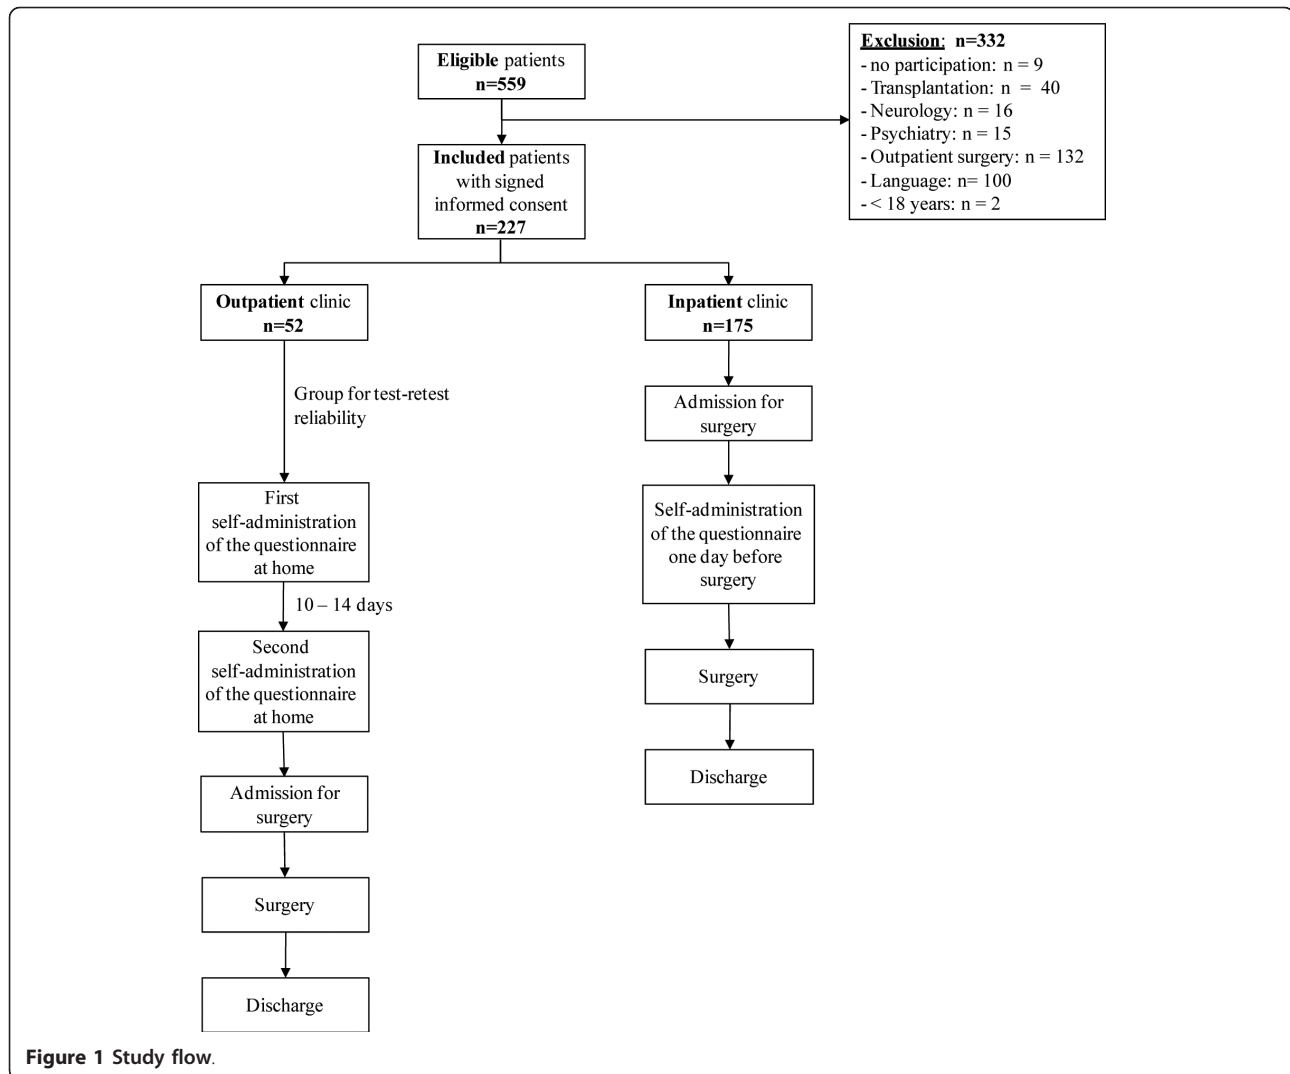 Eligible patients
n=559
Exclusion: n=332
- no participation: n = 9
- Transplantation: n = 40
- Neurology: n = 16
- Psychiatry: n = 15
- Outpatient surgery: n = 132
- Language: n= 100
- < 18 years: n = 2
Included patients
with signed
informed consent
n=227
Outpatient clinic
n=52
Group for test-retest
reliability
First
self-administration
of the questionnaire
at home
10 – 14 days
Second
self-administration
of the questionnaire
at home
Admission for
surgery
Surgery
Discharge
Inpatient clinic
n=175
Admission for
surgery
Self-administration
of the questionnaire
one day before
surgery
Surgery
Discharge
Figure 1 Study flow.